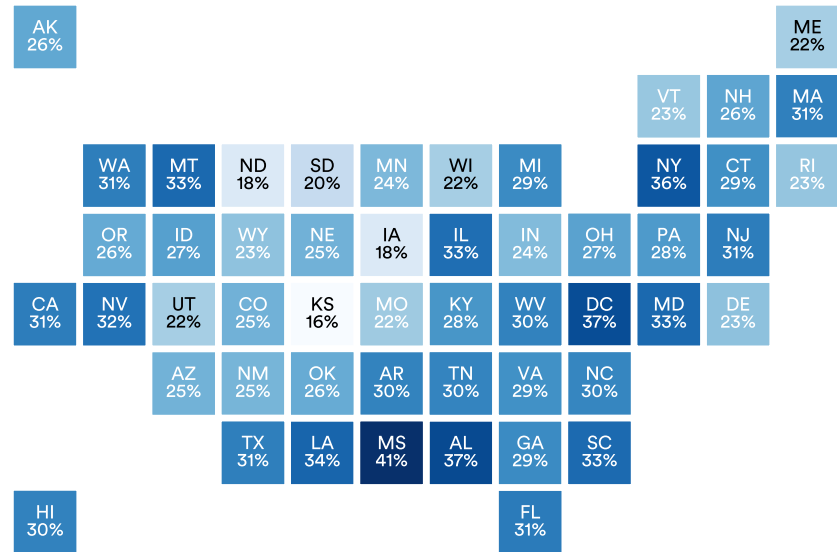 AK
26%
ME
22%
VT
23%
NH
26%
MA
31%
WA
31%
MT
33%
ND
18%
SD
20%
MN
24%
WI
22%
MI
29%
NY
36%
CT
29%
RI
23%
OR
26%
ID
27%
WY
23%
NE
25%
IA
18%
IL
33%
IN
24%
OH
27%
PA
28%
NJ
31%
CA
31%
NV
32%
UT
22%
CO
25%
KS
16%
MO
22%
KY
28%
WV
30%
DC
37%
MD
33%
DE
23%
AZ
25%
NM
25%
OK
26%
AR
30%
TN
30%
VA
29%
NC
30%
TX
31%
LA
34%
MS
41%
AL
37%
GA
29%
SC
33%
HI
30%
FL
31%